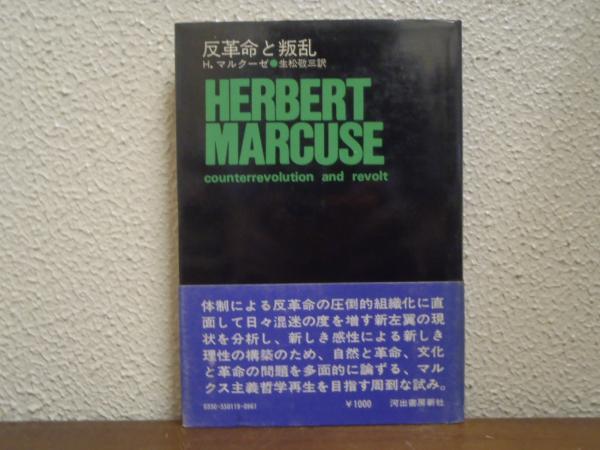 反革命と叛乱
H. マルクーゼ●生松敬三訳
HERBERT
MARCUSE
counterrevolution and revolt
体制による反革命の圧倒的組織化に直
面して日々混迷の度を増す新左翼の現
状を分析し、新しき感性による新しき
理性の構築のため、自然と革命、文化
と革命の問題を多面的に論ずる、マル
クス主義哲学再生を目指す周到な試み。
0330-550119-0961
¥1000
河出書房新社